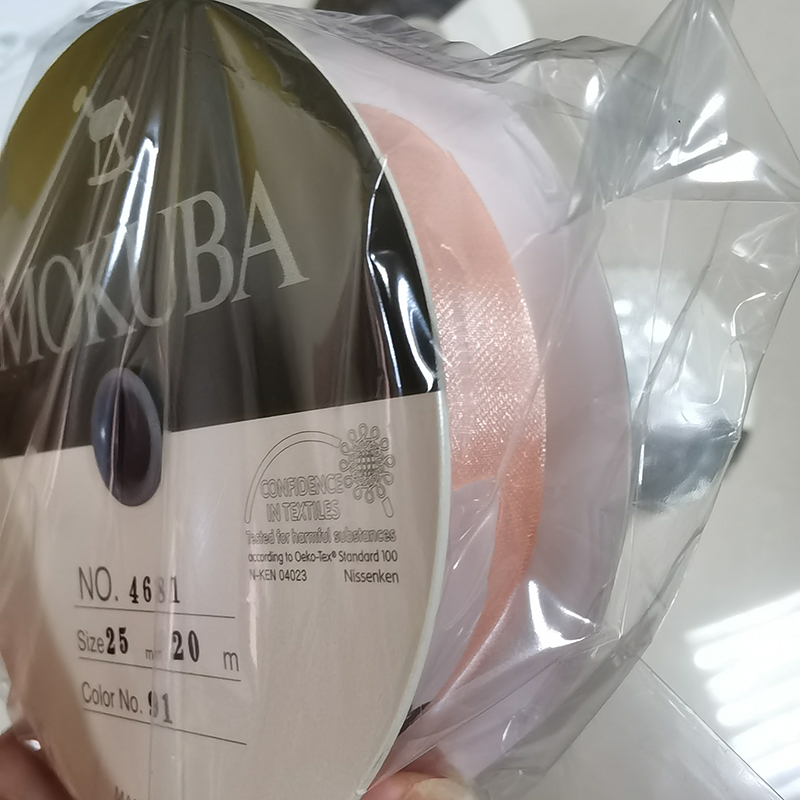 MOKUBA
CONFIDENCE
IN TEXTILES
Tested for harmful substances
according to Oeko-Tex® Standard 100
N-KEN 04023 Nissenken
NO. 4681
Size 25 mm 20 m
Color No. 91